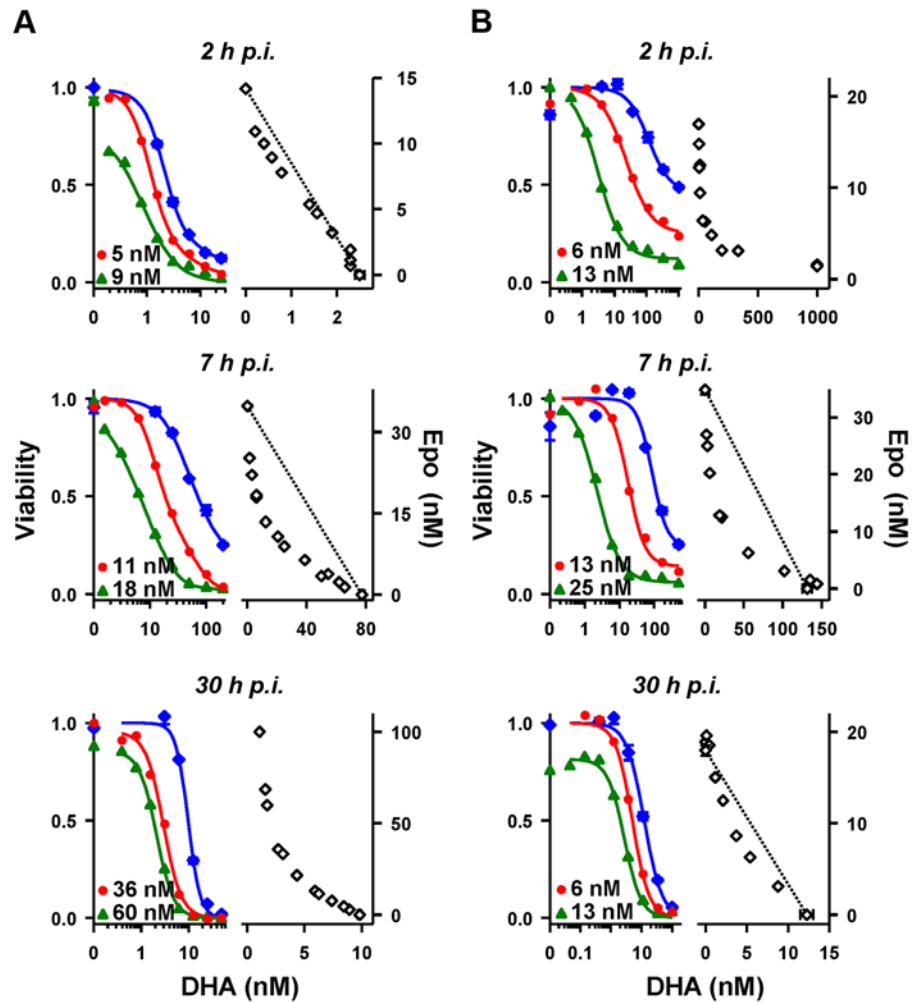 A
B
2 h p.i.
2 h p.i.
1.0
0.5
0.0
5 nM
9 nM
0 1 10
15
10
5
0
0 1 2
1.0
0.5
0.0
6 nM
13 nM
0 1 10 100
20
10
0
0 500 1000
7 h p.i.
7 h p.i.
Viability
1.0
0.5
0.0
11 nM
18 nM
0 10 100
30
15
0
Epo (nM)
0 20 40 60 80
Viability
1.0
0.5
0.0
13 nM
25 nM
0 1 10 100
30
20
10
0
Epo (nM)
0 50 100 150
30 h p.i.
30 h p.i.
1.0
0.5
0.0
36 nM
60 nM
0 1 10
100
50
0
0 5 10
1.0
0.5
0.0
6 nM
13 nM
0 0.1 1 10 100
20
10
0
0 5 10
DHA (nM)
DHA (nM)